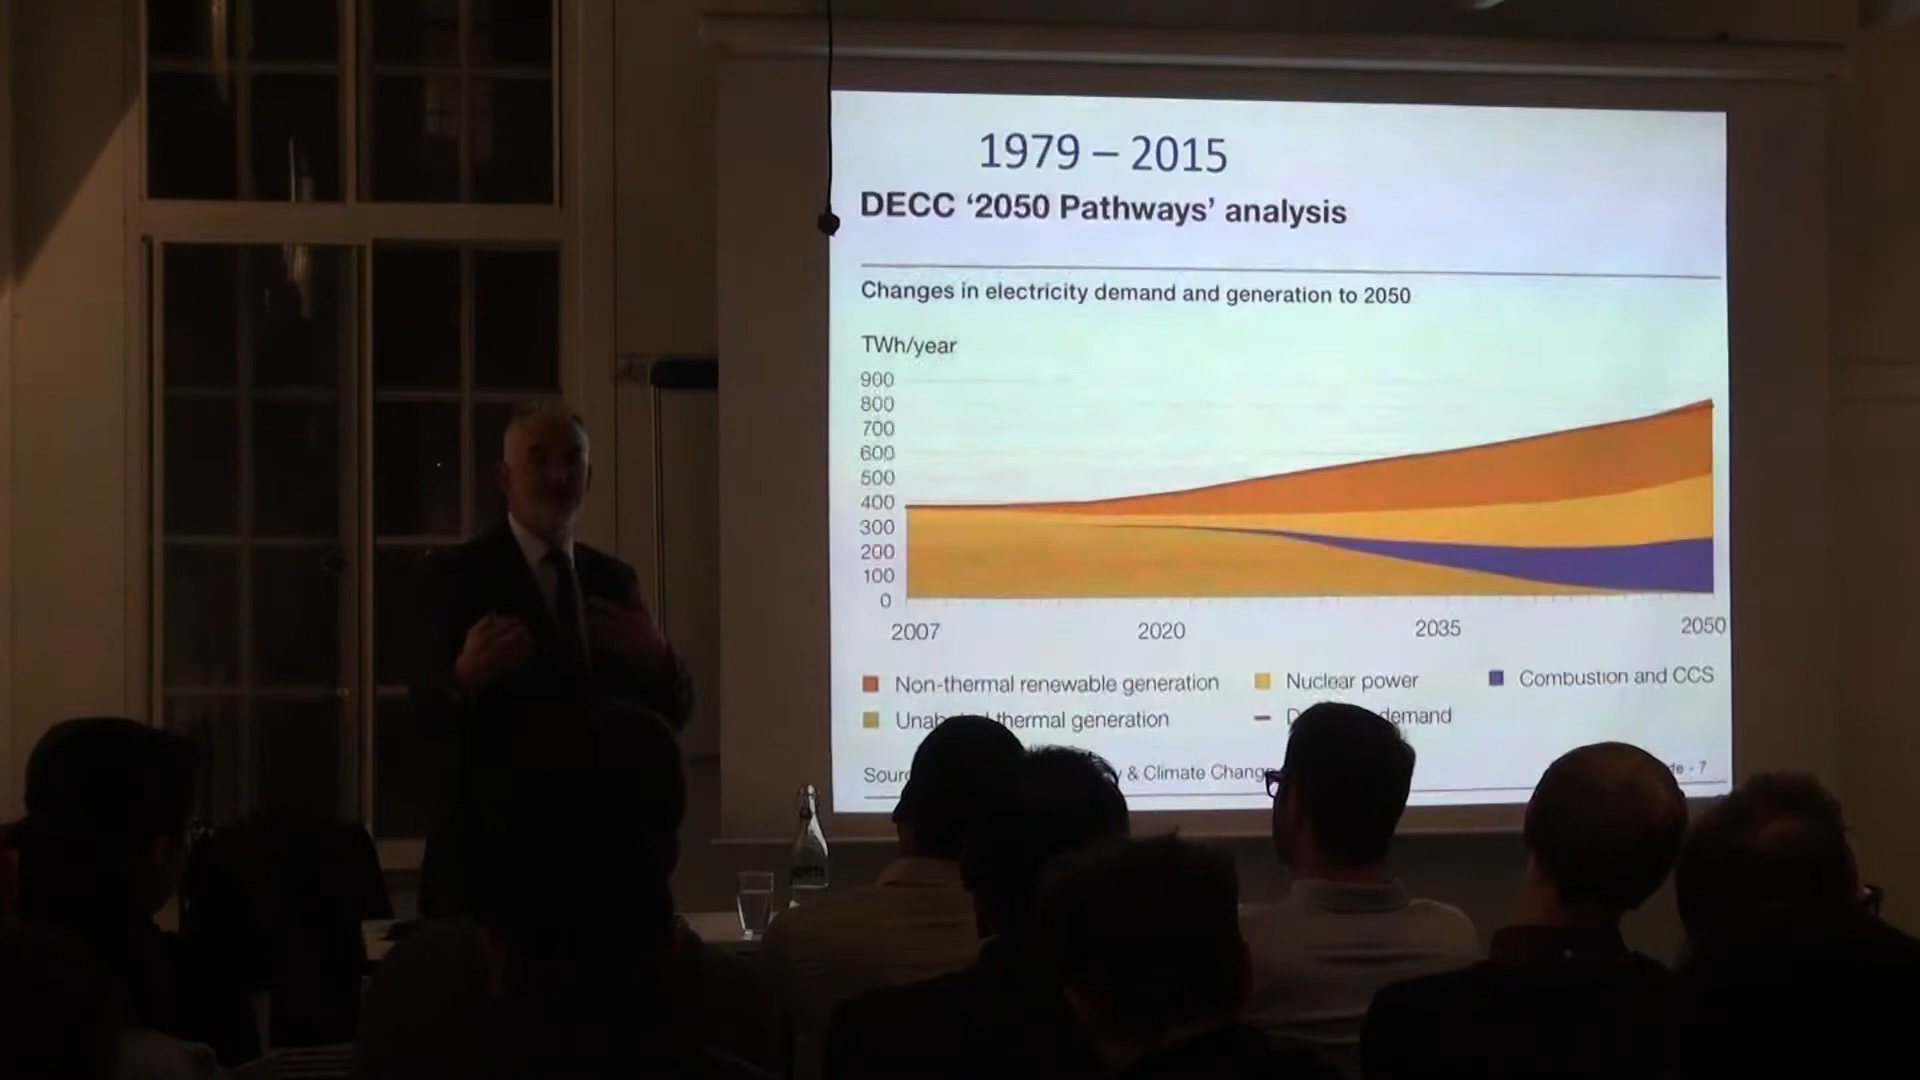 1979 – 2015
DECC ‘2050 Pathways’ analysis
Changes in electricity demand and generation to 2050
TWh/year
900
800
700
600
500
400
300
200
100
0
2007 2020 2035 2050
Non-thermal renewable generation Nuclear power Combustion and CCS
thermal generation demand
& Climate Change - 7